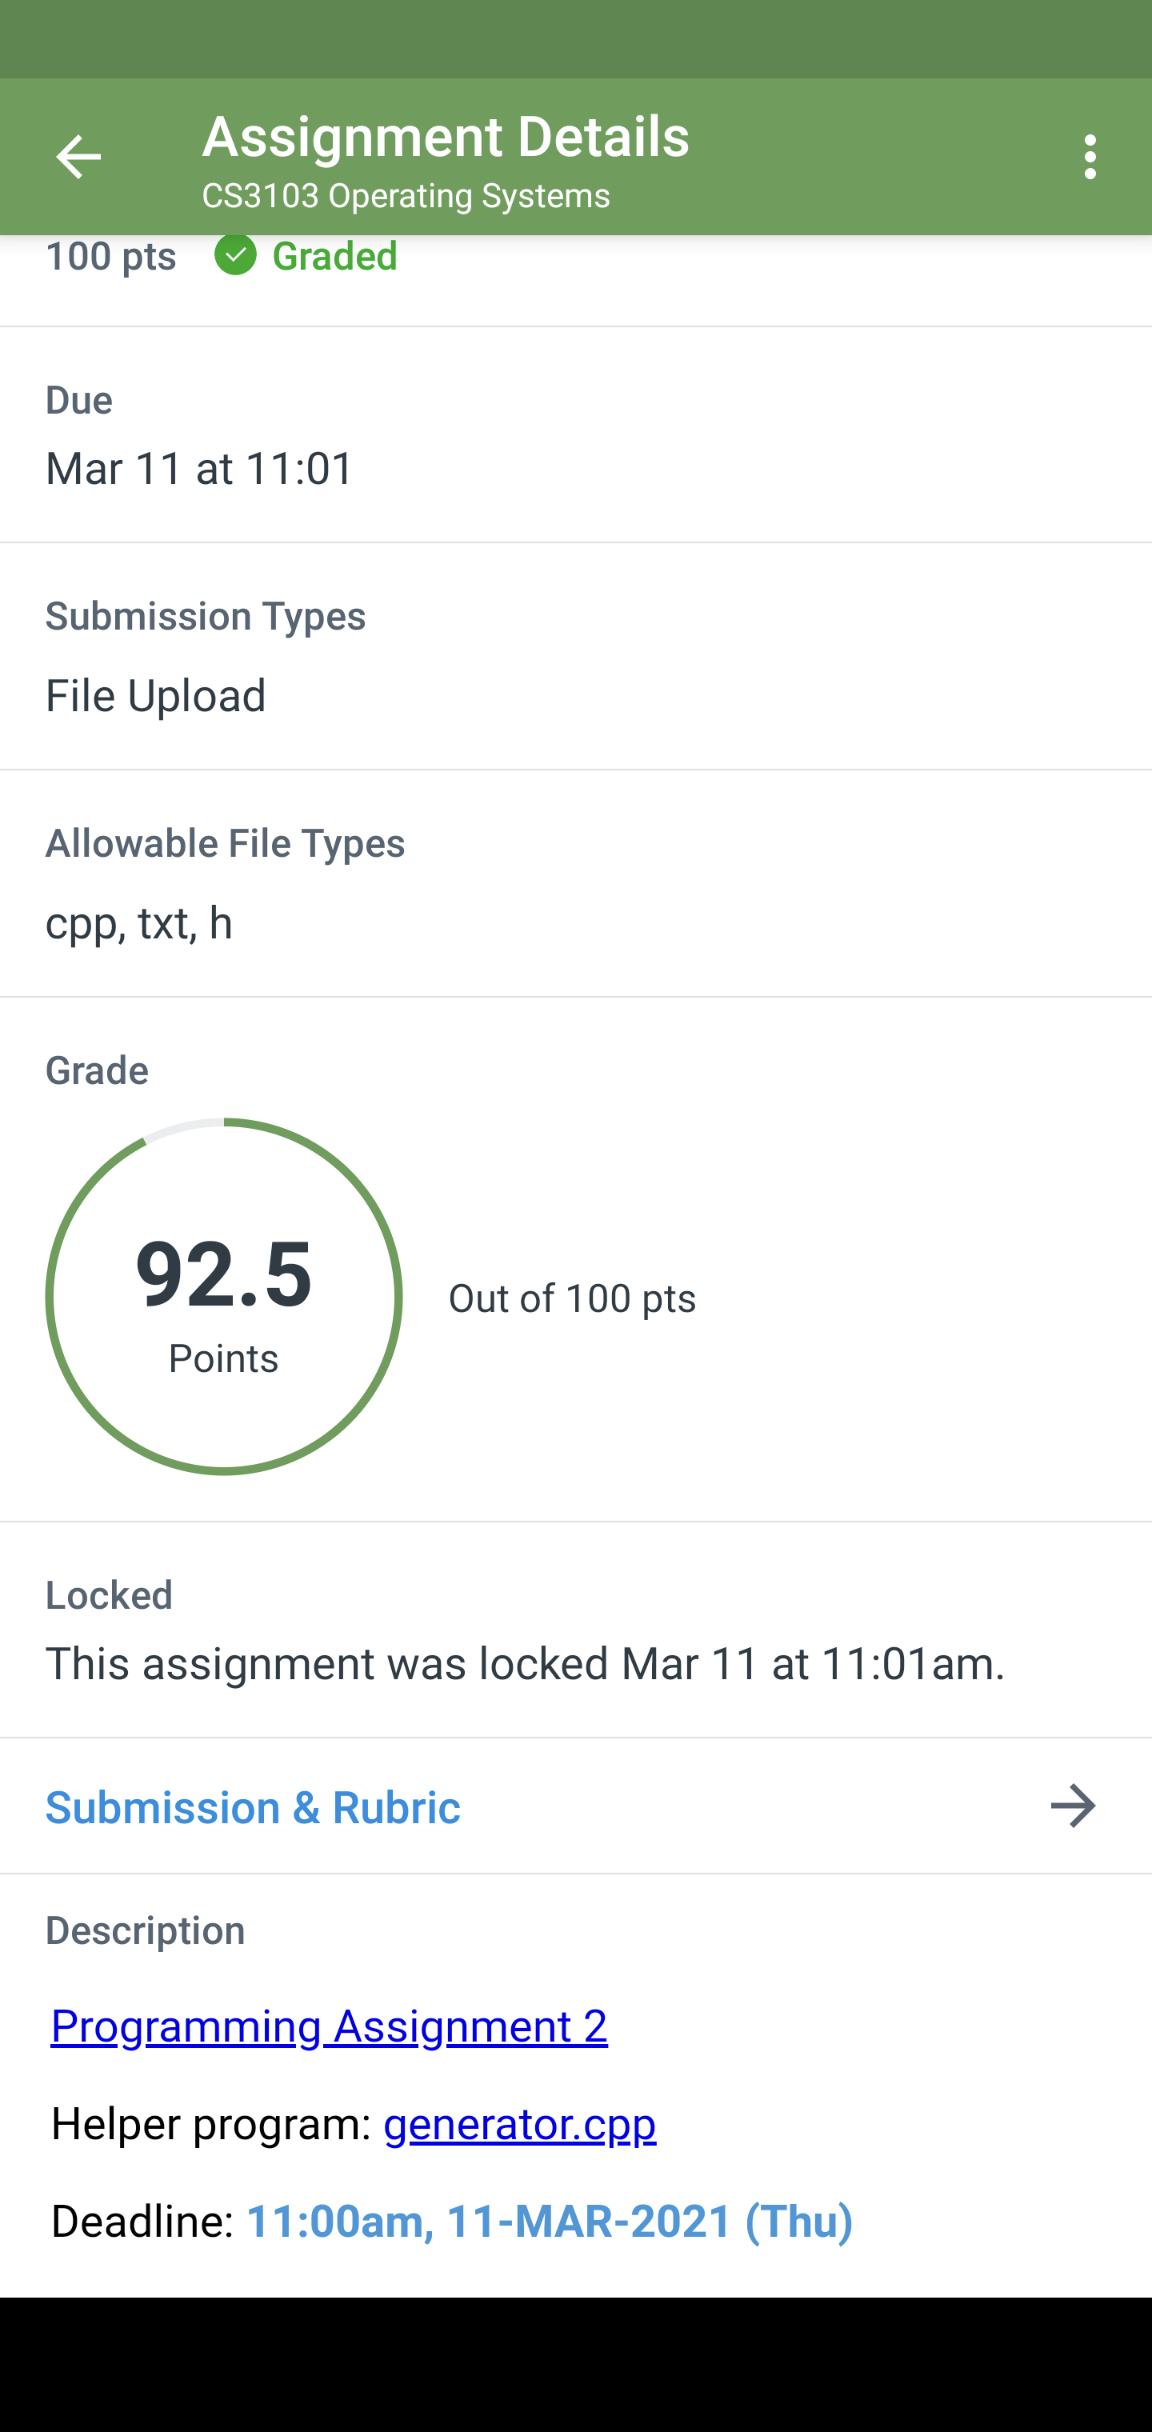 Assignment Details
CS3103 Operating Systems
100 pts Graded
Due
Mar 11 at 11:01
Submission Types
File Upload
Allowable File Types
cpp, txt, h
Grade
92.5
Points
Out of 100 pts
Locked
This assignment was locked Mar 11 at 11:01am.
Submission & Rubric
Description
Programming Assignment 2
Helper program: generator.cpp
Deadline: 11:00am, 11-MAR-2021 (Thu)